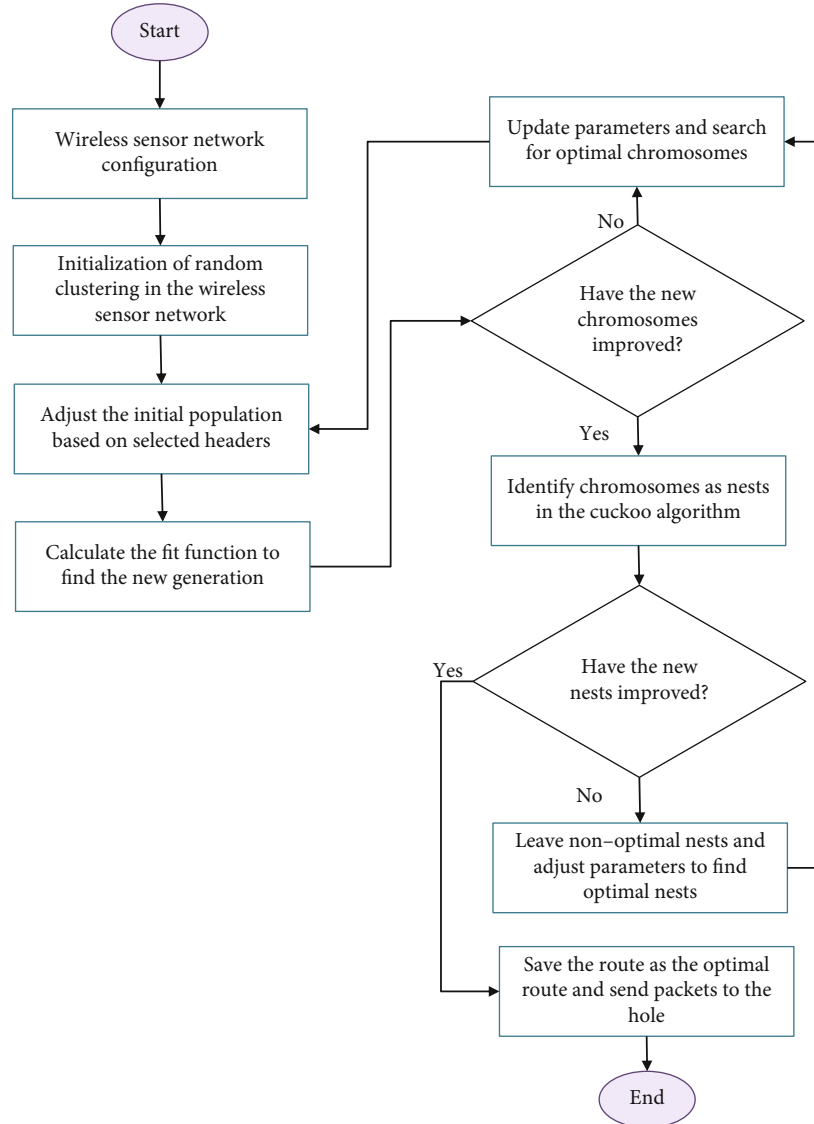 Start
Wireless sensor network
configuration
Initialization of random
clustering in the wireless
sensor network
Adjust the initial population
based on selected headers
Calculate the fit function to
find the new generation
Update parameters and search
for optimal chromosomes
No
Have the new
chromosomes
improved?
Yes
Identify chromosomes as nests
in the cuckoo algorithm
Yes
Have the new
nests improved?
No
Leave non–optimal nests and
adjust parameters to find
optimal nests
Save the route as the optimal
route and send packets to the
hole
End